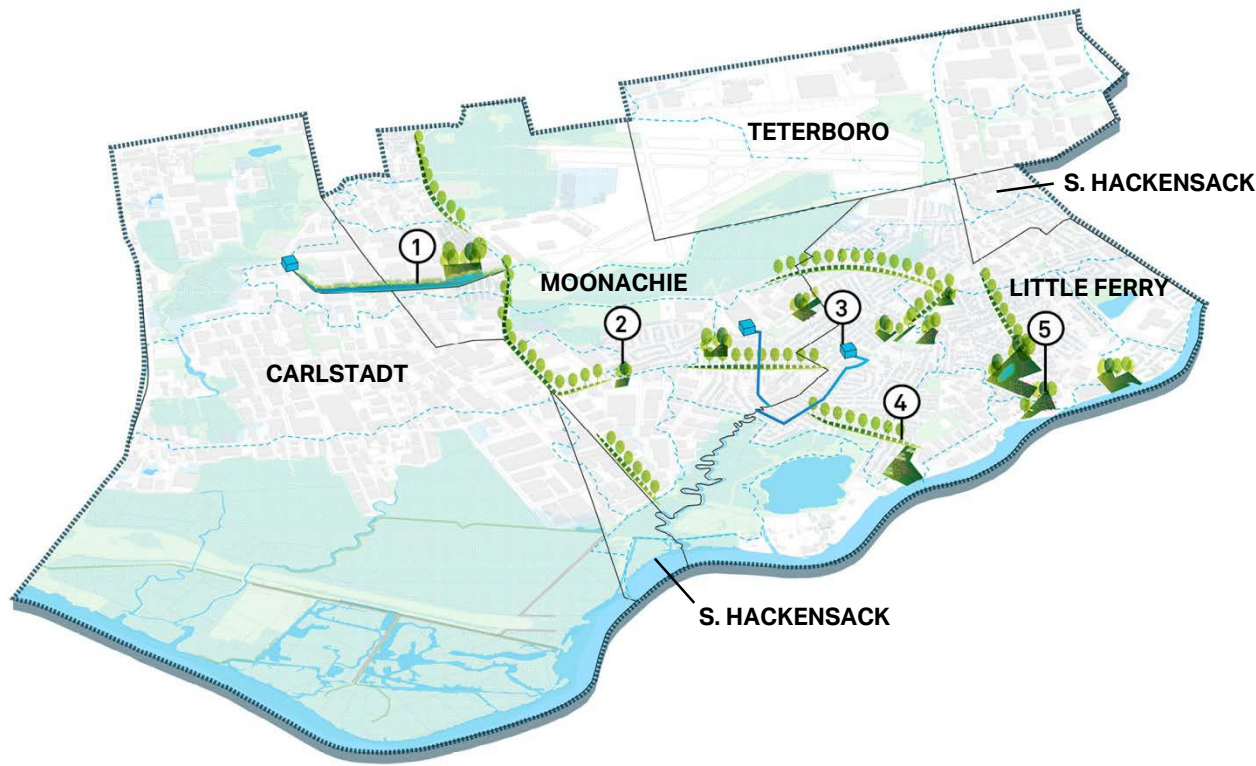 TETERBORO
S. HACKENSACK
1
MOONACHIE
LITTLE FERRY
2
3
5
CARLSTADT
4
S. HACKENSACK